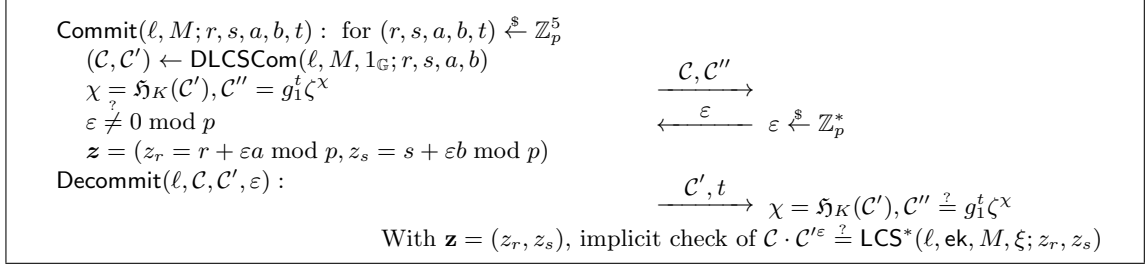 Commit(ℓ, M; r, s, a, b, t) : for (r, s, a, b, t) ←$ ℤ_p^5
(𝒞, 𝒞′) ← DLCSCom(ℓ, M, 1_𝔾; r, s, a, b)
χ = ℌ_K(𝒞′), 𝒞″ = g_1^t ζ^χ
𝒞, 𝒞″ ⟶
ε ≠? 0 mod p
⟵ ε
ε ←$ ℤ_p^*
𝒛 = (z_r = r + εa mod p, z_s = s + εb mod p)
Decommit(ℓ, 𝒞, 𝒞′, ε) :
𝒞′, t ⟶
χ = ℌ_K(𝒞′), 𝒞″ =? g_1^t ζ^χ
With 𝐳 = (z_r, z_s), implicit check of 𝒞 · 𝒞′^ε =? LCS*(ℓ, ek, M, ξ; z_r, z_s)